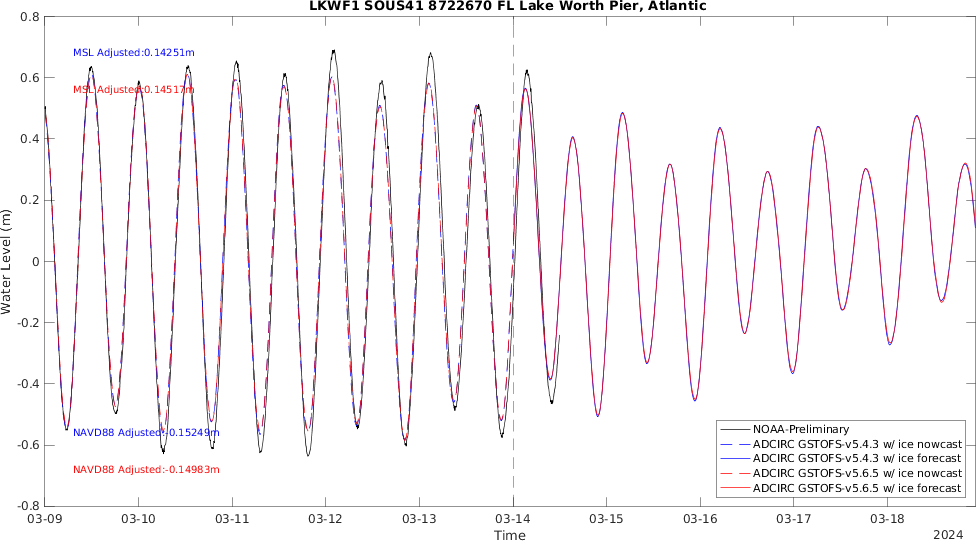 LKWF1 SOUS41 8722670 FL Lake Worth Pier, Atlantic
0.8
0.6
0.4
0.2
0
-0.2
-0.4
-0.6
-0.8
Water Level (m)
MSL Adjusted:0.14251m
MSL Adjusted:0.14517m
NAVD88 Adjusted:-0.15249m
NAVD88 Adjusted:-0.14983m
NOAA-Preliminary
ADCIRC GSTOFS-v5.4.3 w/ ice nowcast
ADCIRC GSTOFS-v5.4.3 w/ ice forecast
ADCIRC GSTOFS-v5.6.5 w/ ice nowcast
ADCIRC GSTOFS-v5.6.5 w/ ice forecast
03-09 03-10 03-11 03-12 03-13 03-14 03-15 03-16 03-17 03-18
Time
2024